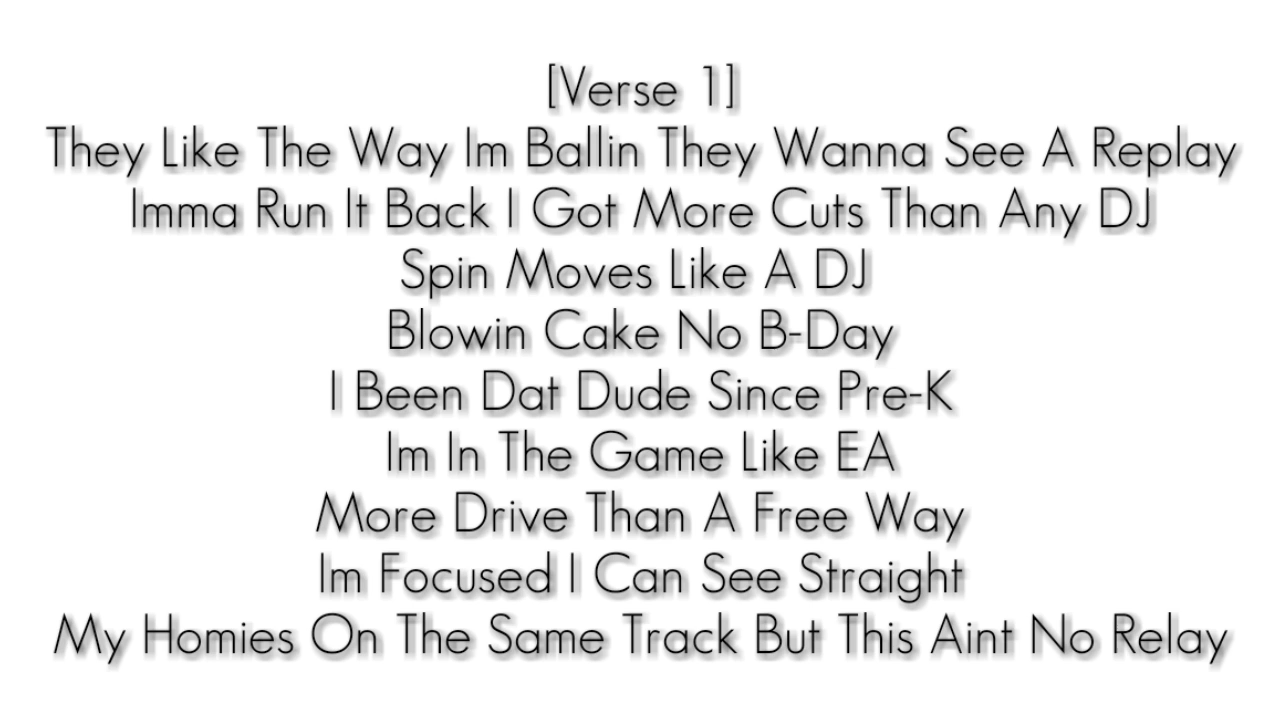 [Verse 1]
They Like The Way Im Ballin They Wanna See A Replay
Imma Run It Back I Got More Cuts Than Any DJ
Spin Moves Like A DJ
Blowin Cake No B-Day
I Been Dat Dude Since Pre-K
Im In The Game Like EA
More Drive Than A Free Way
Im Focused I Can See Straight
My Homies On The Same Track But This Aint No Relay